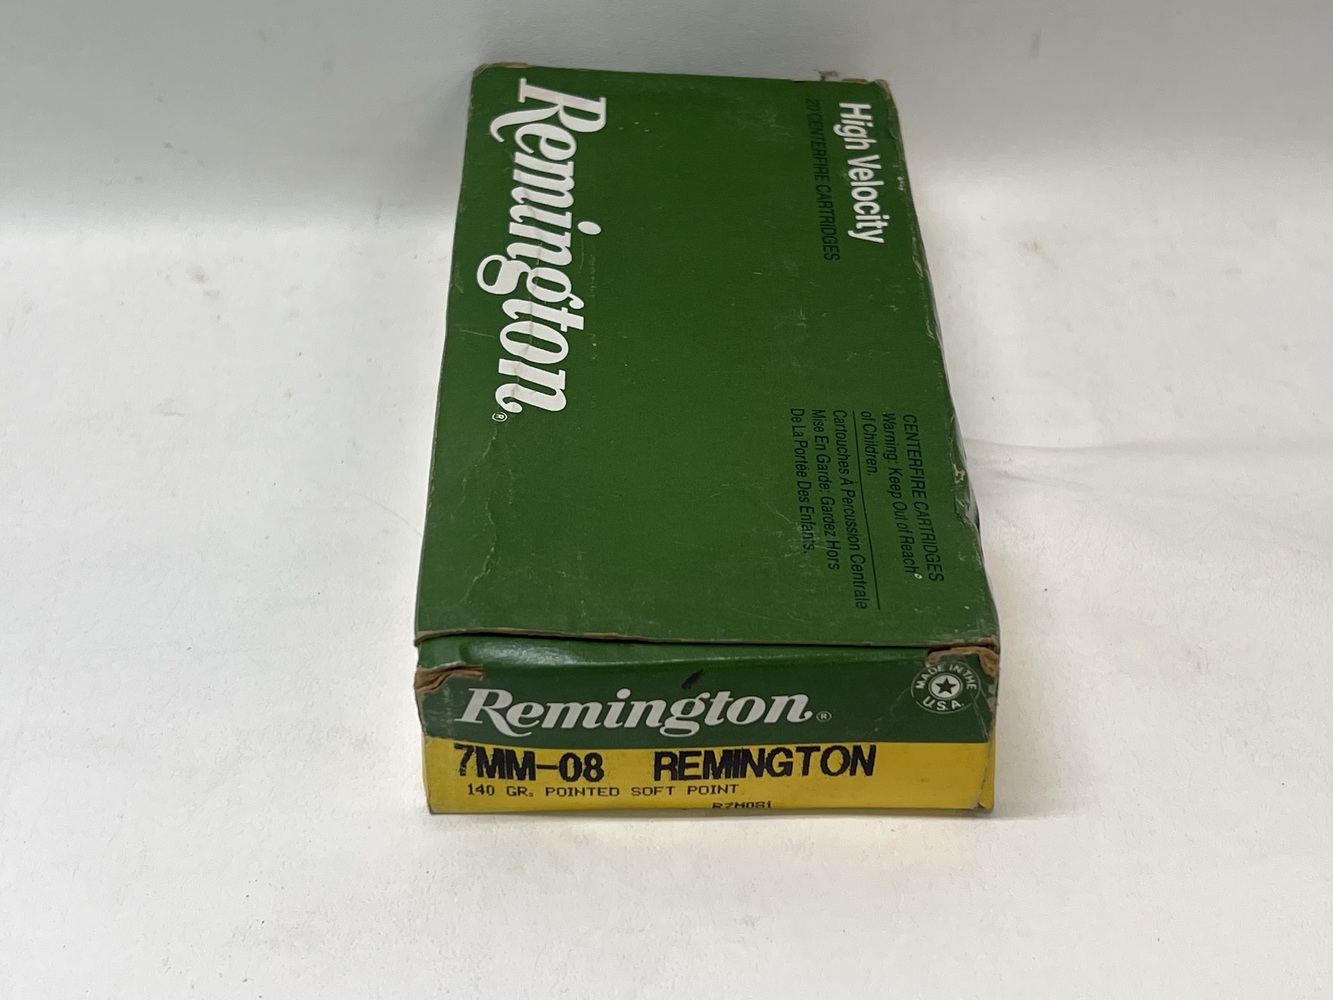 Remington®
High Velocity
20 CENTERFIRE CARTRIDGES
CENTERFIRE CARTRIDGES
Warning: Keep Out of Reach
of Children.
Cartouches À Percussion Centrale
Mise En Garde: Gardez Hors
De La Portée Des Enfants.
Remington®
MADE IN THE
U.S.A.
7MM-08 REMINGTON
140 GR. POINTED SOFT POINT
R7M081